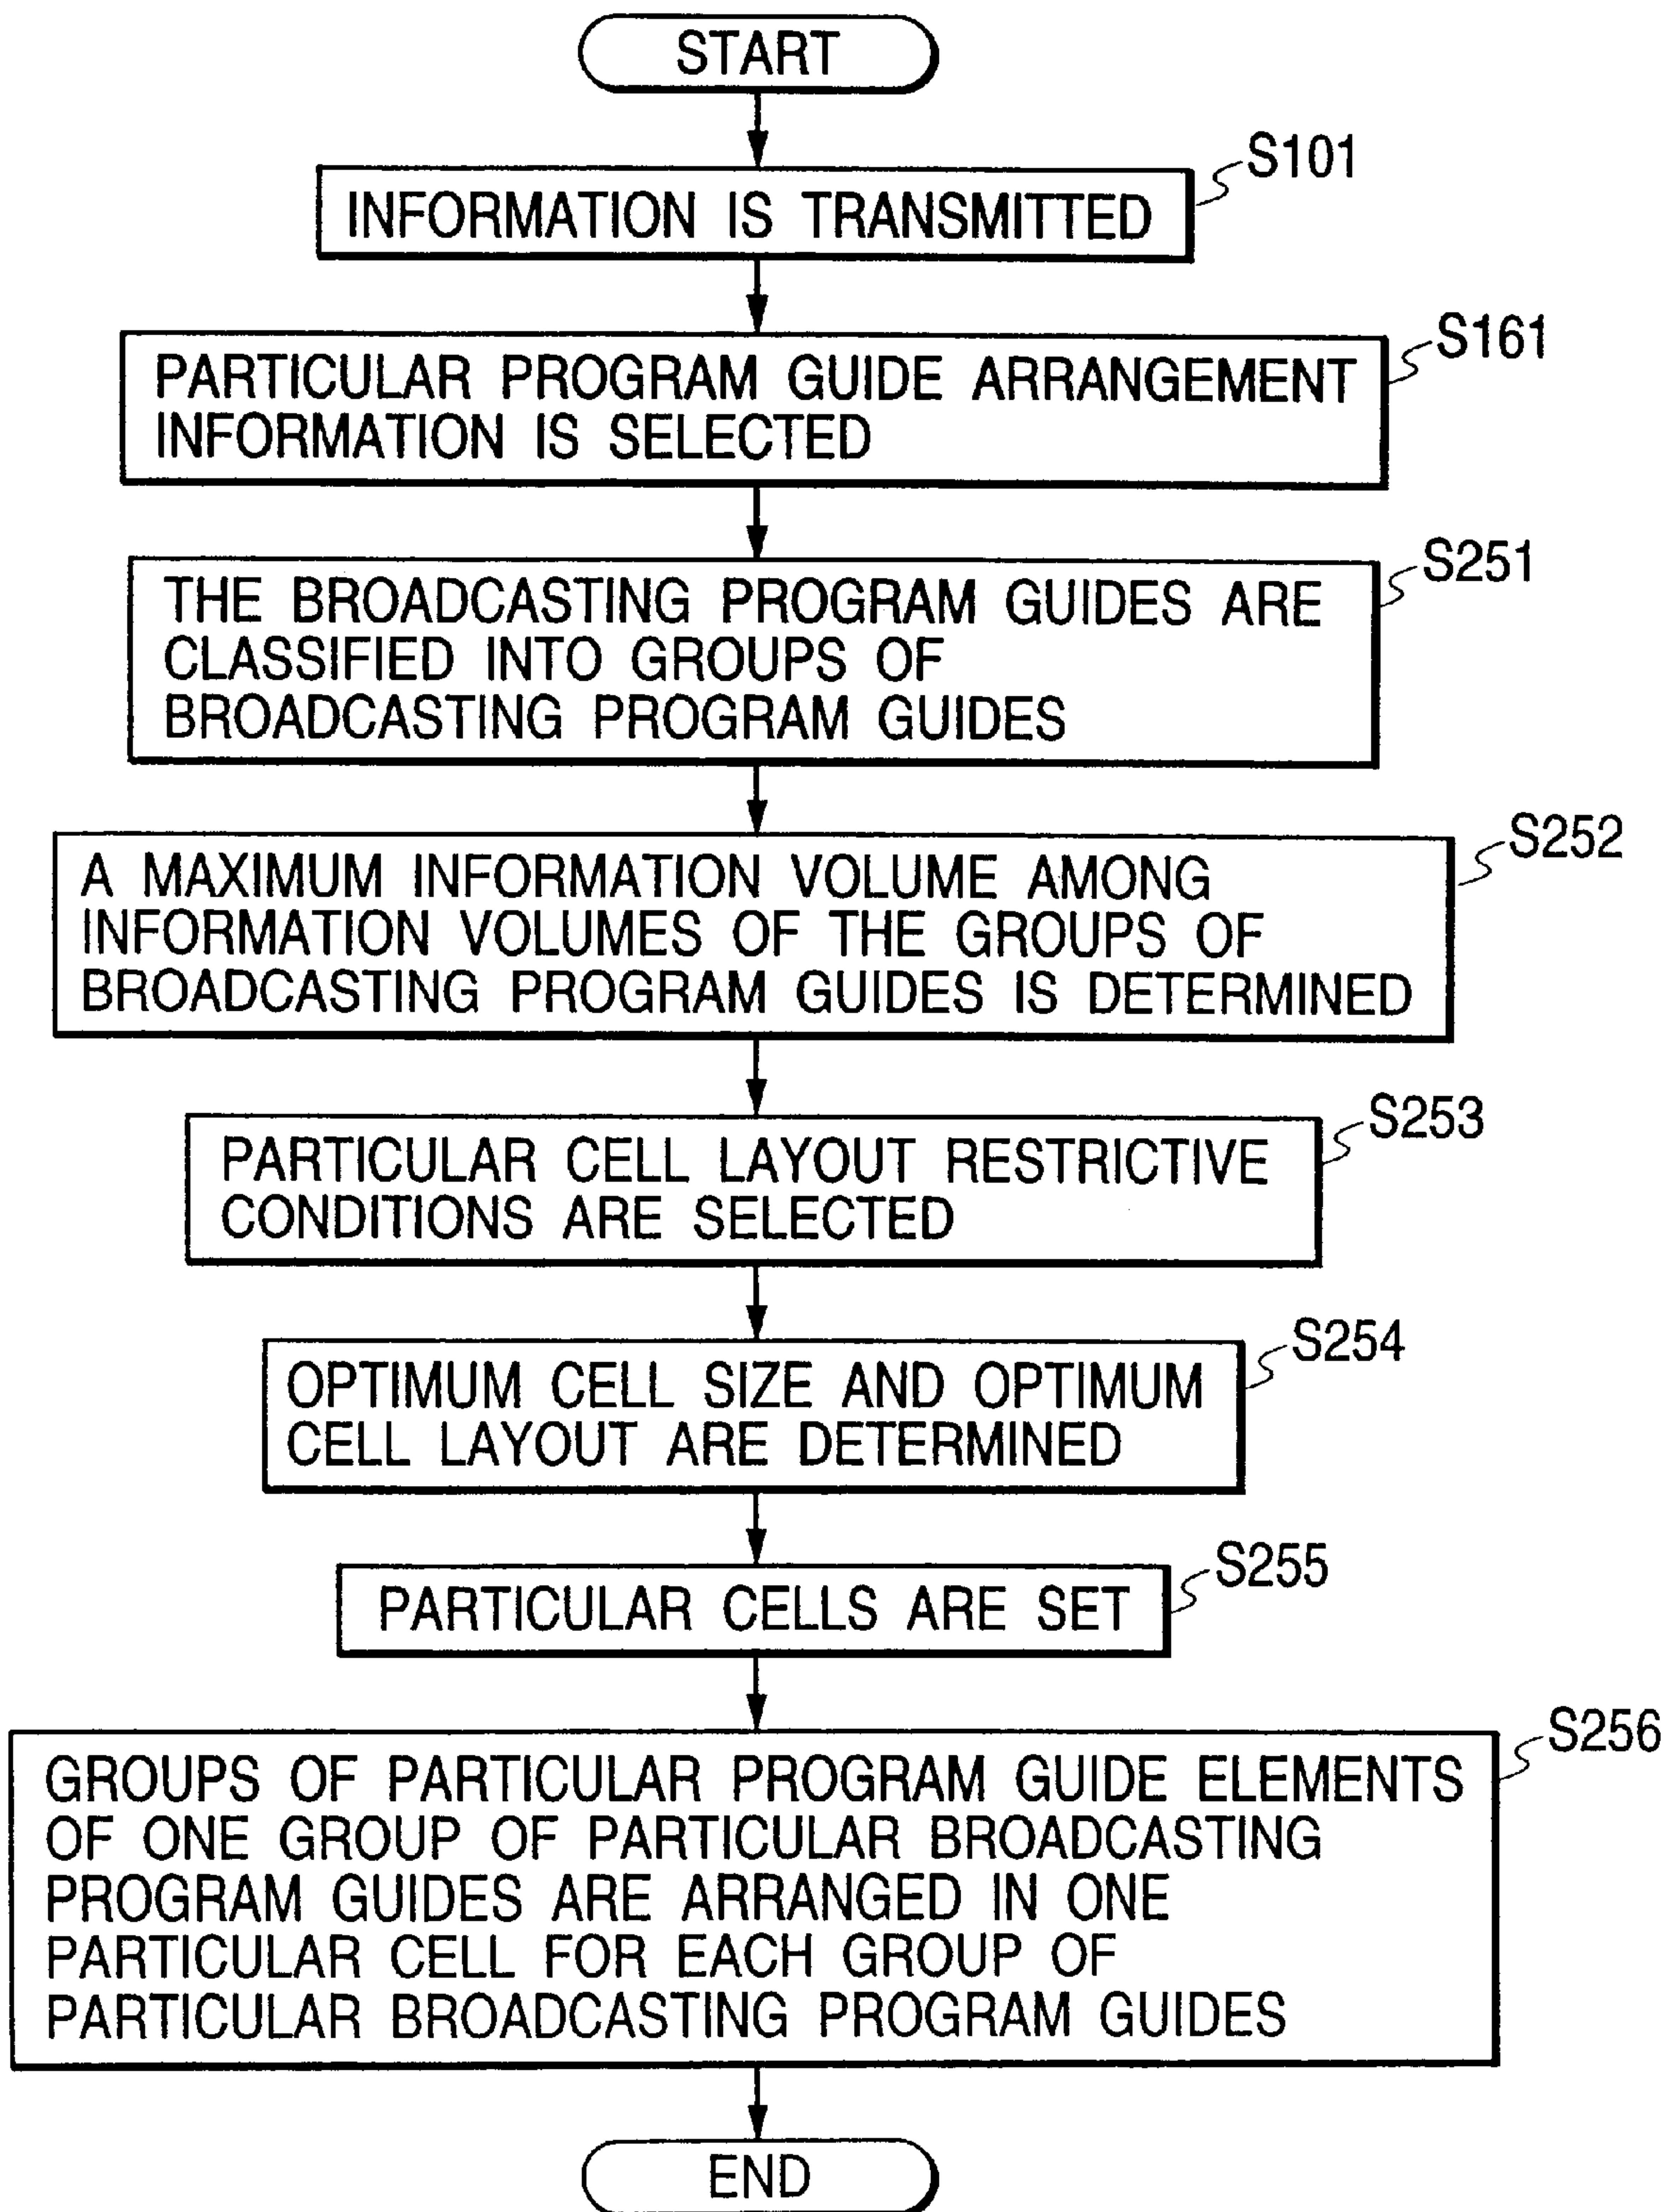 START
S101
INFORMATION IS TRANSMITTED
S161
PARTICULAR PROGRAM GUIDE ARRANGEMENT
INFORMATION IS SELECTED
S251
THE BROADCASTING PROGRAM GUIDES ARE
CLASSIFIED INTO GROUPS OF
BROADCASTING PROGRAM GUIDES
S252
A MAXIMUM INFORMATION VOLUME AMONG
INFORMATION VOLUMES OF THE GROUPS OF
BROADCASTING PROGRAM GUIDES IS DETERMINED
S253
PARTICULAR CELL LAYOUT RESTRICTIVE
CONDITIONS ARE SELECTED
S254
OPTIMUM CELL SIZE AND OPTIMUM
CELL LAYOUT ARE DETERMINED
S255
PARTICULAR CELLS ARE SET
S256
GROUPS OF PARTICULAR PROGRAM GUIDE ELEMENTS
OF ONE GROUP OF PARTICULAR BROADCASTING
PROGRAM GUIDES ARE ARRANGED IN ONE
PARTICULAR CELL FOR EACH GROUP OF
PARTICULAR BROADCASTING PROGRAM GUIDES
END